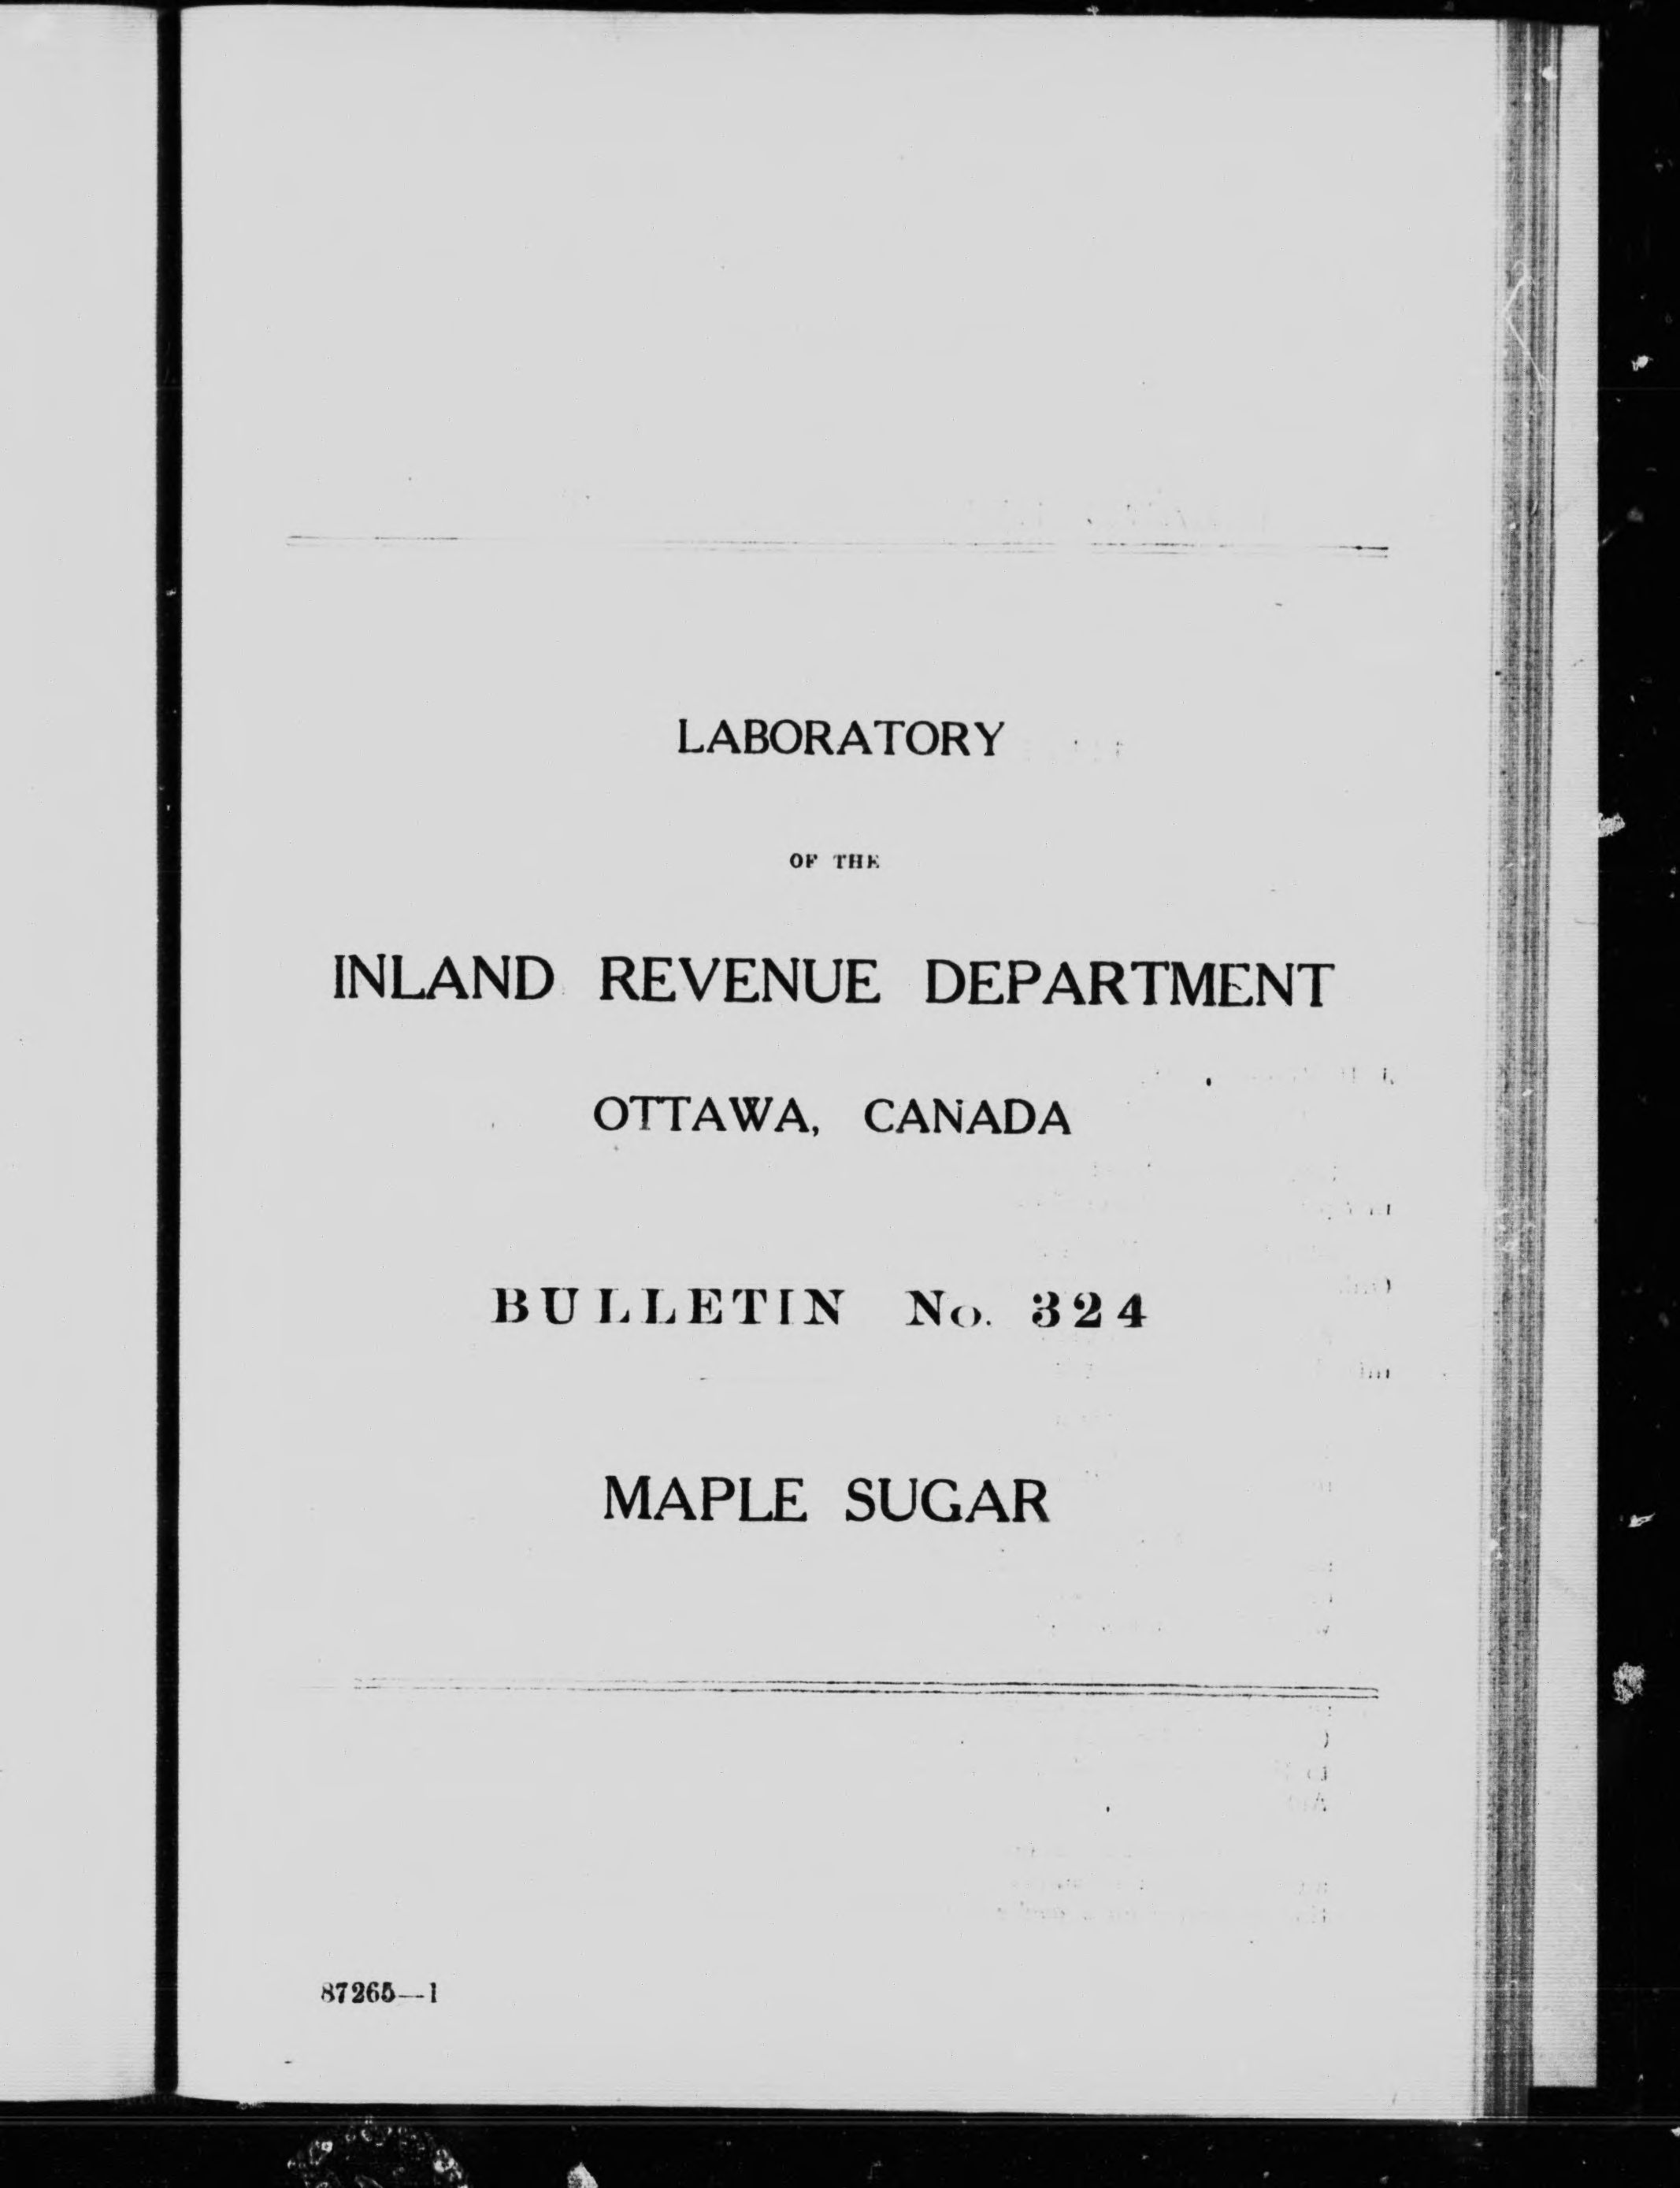 LABORATORY
OF THE
INLAND REVENUE DEPARTMENT
OTTAWA, CANADA
BULLETIN No. 324
MAPLE SUGAR
87265—1